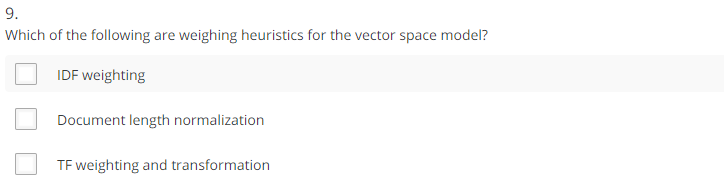 9.
Which of the following are weighing heuristics for the vector space model?
IDF weighting
Document length normalization
TF weighting and transformation